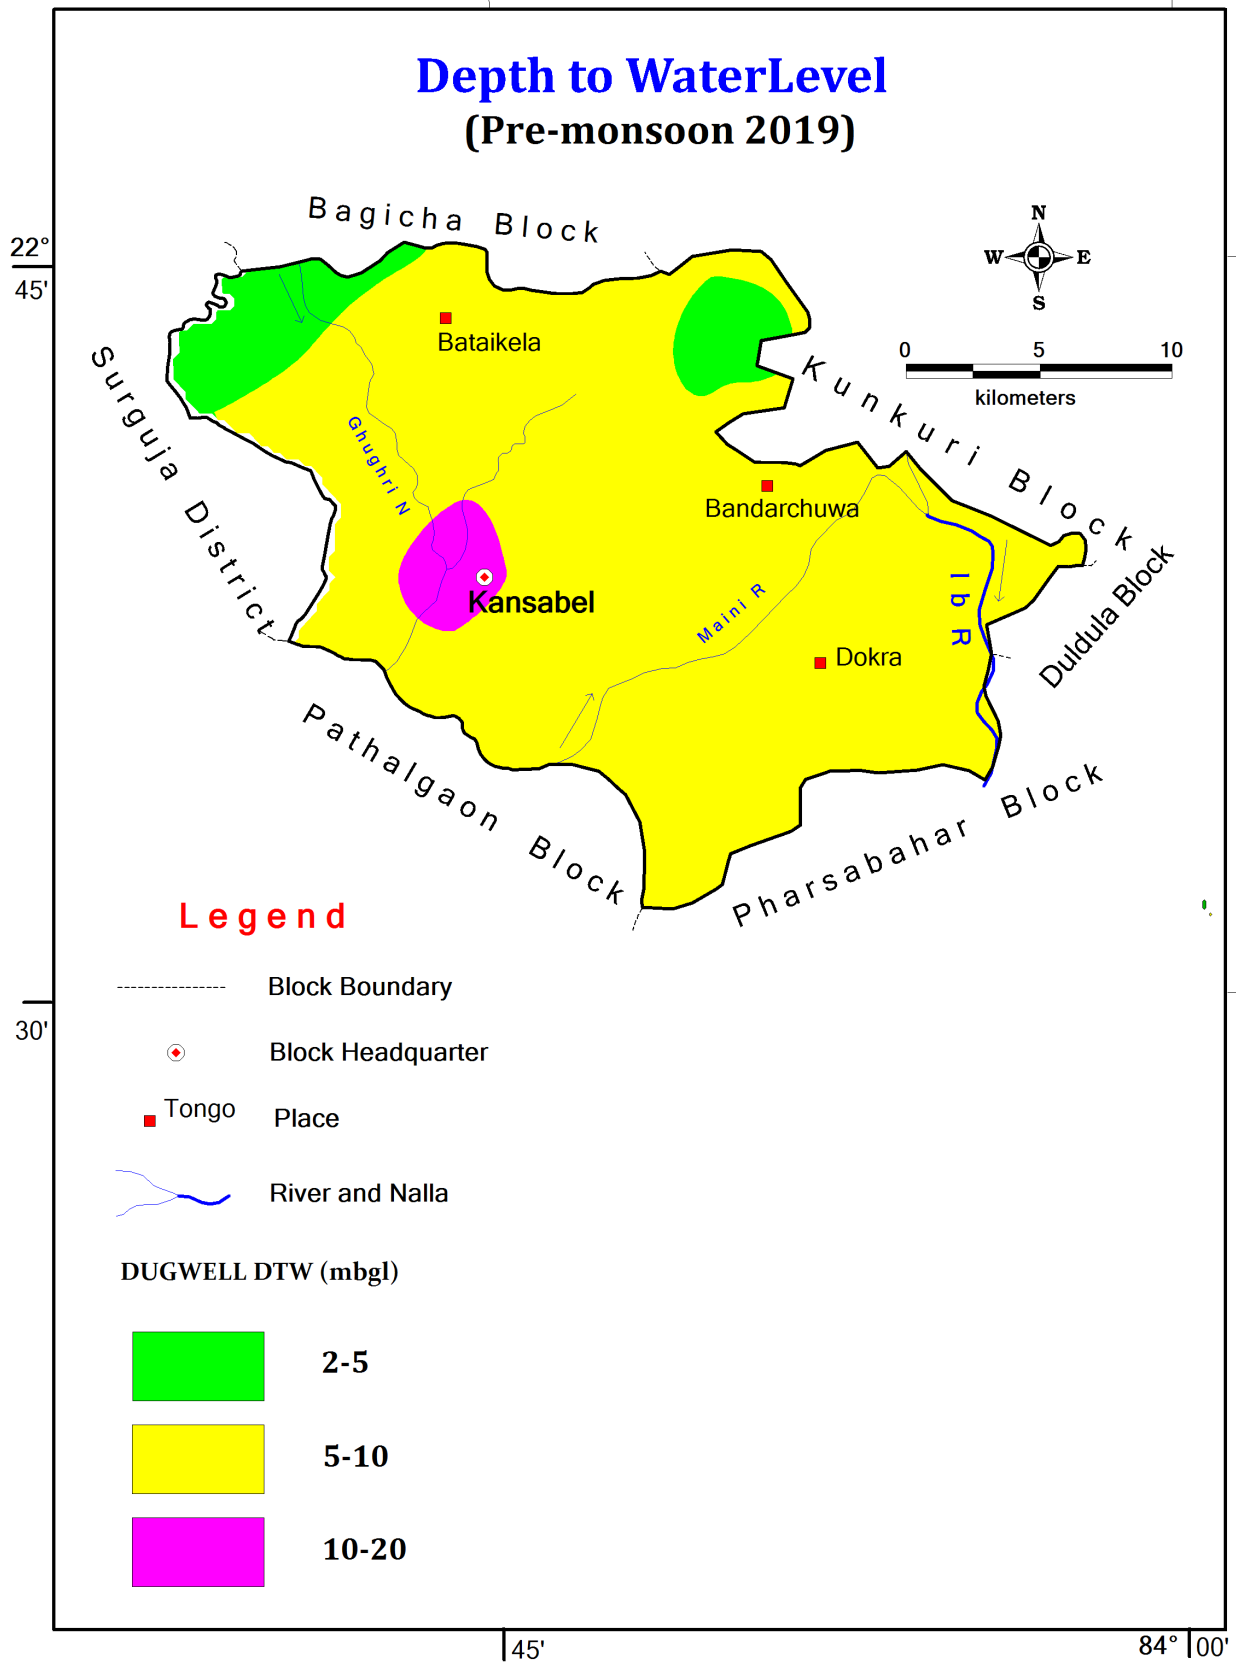 Depth to WaterLevel
(Pre-monsoon 2019)
Bagicha Block
N
W E
S
22°
45'
0 5 10
kilometers
Bataikela
Surguja District
Kunkuri Block
Ghughri N
Bandarchuwa
Duldula Block
Ib R
Kansabel
Maini R
Dokra
Pathalgaon Block
Pharsabahar Block
Legend
Block Boundary
30'
Block Headquarter
Tongo Place
River and Nalla
DUGWELL DTW (mbgl)
2-5
5-10
10-20
45' 84° 00'